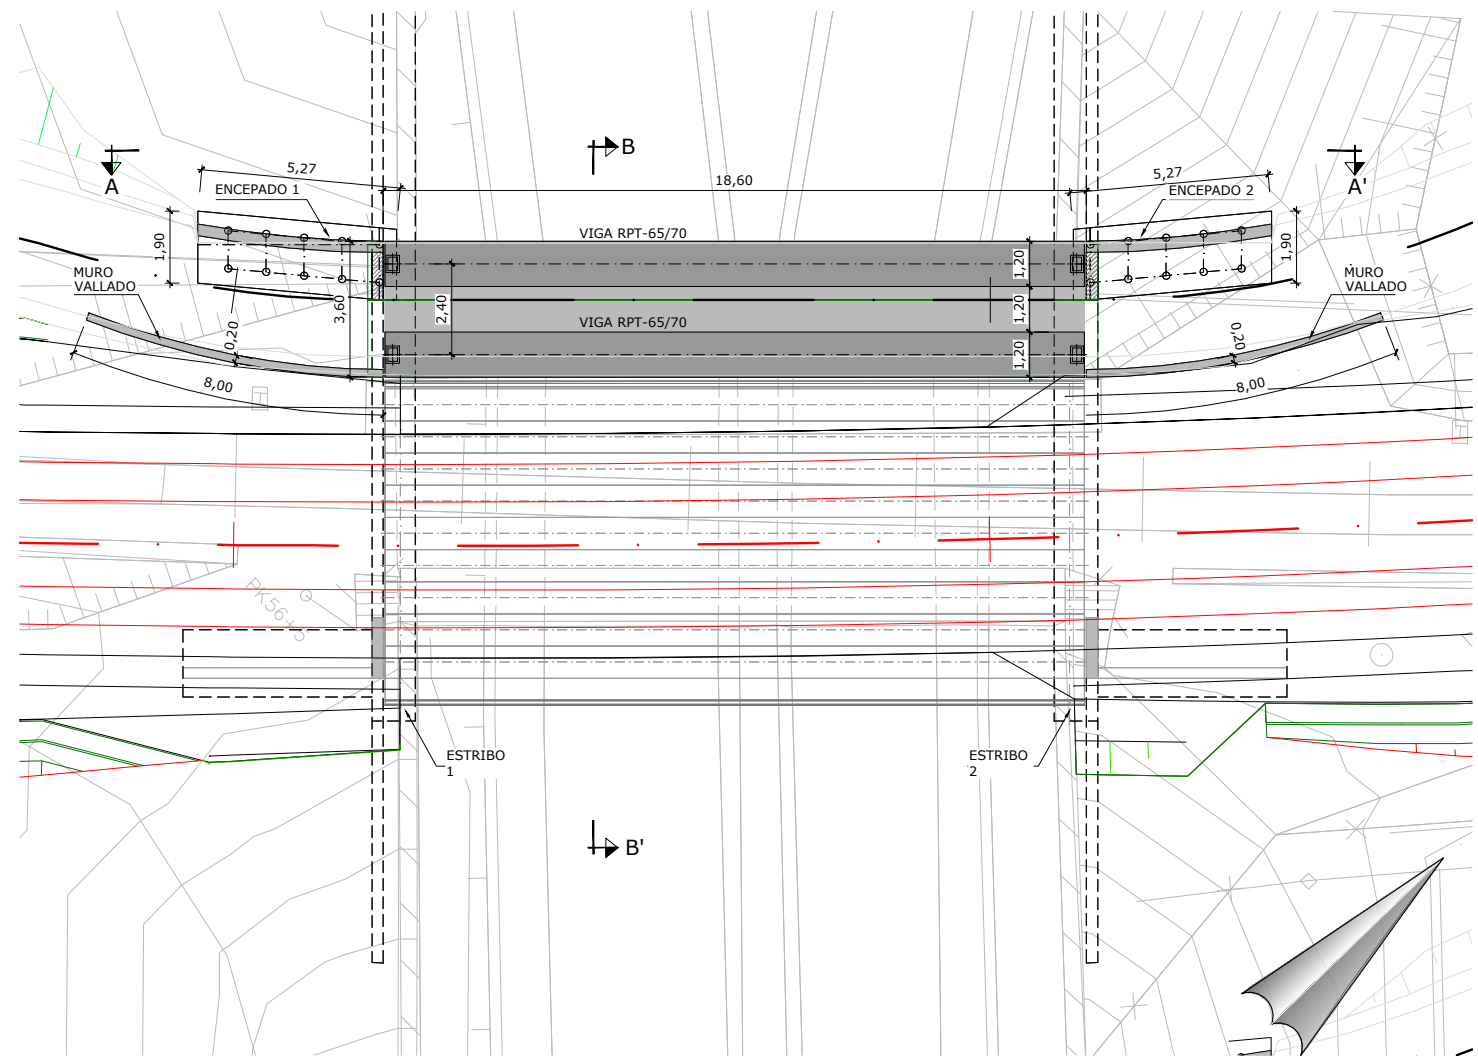 B
A
5,27
ENCEPADO 1
18,60
5,27
ENCEPADO 2
A'
1,90
VIGA RPT-65/70
1,20
1,90
MURO
VALLADO
3,60
2,40
1,20
MURO
VALLADO
0,20
VIGA RPT-65/70
1,20
0,20
8,00
8,00
ESTRIBO
1
ESTRIBO
2
B'